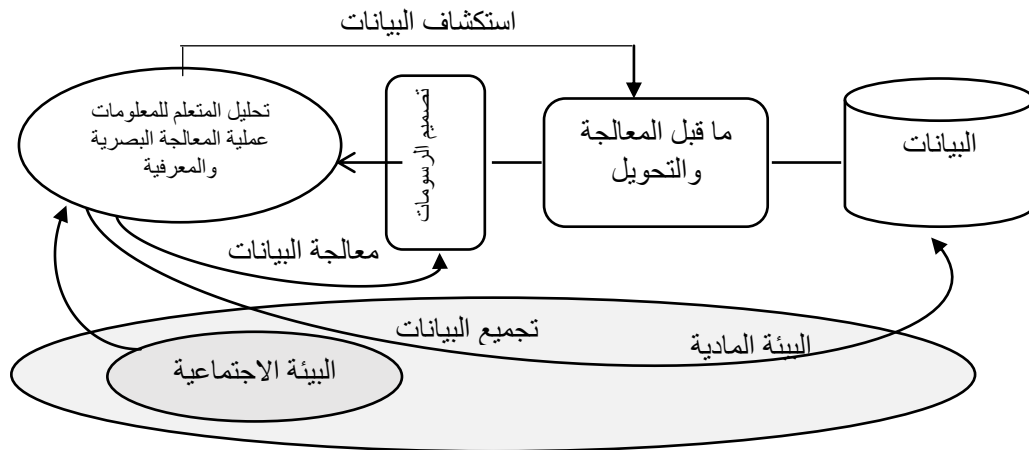 استكشاف البيانات
البيانات
ما قبل المعالجة
والتحويل
تصميم الرسومات
تحليل المتعلم للمعلومات
عملية المعالجة البصرية
والمعرفية
معالجة البيانات
تجميع البيانات
البيئة المادية
البيئة الاجتماعية